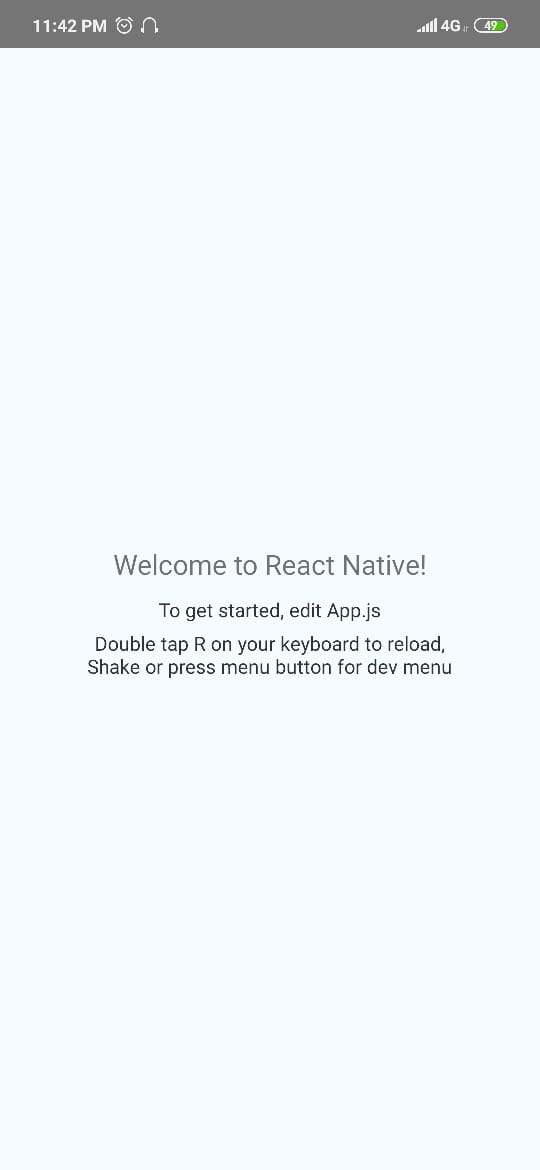 11:42 PM 4G 49
Welcome to React Native!
To get started, edit App.js
Double tap R on your keyboard to reload,
Shake or press menu button for dev menu